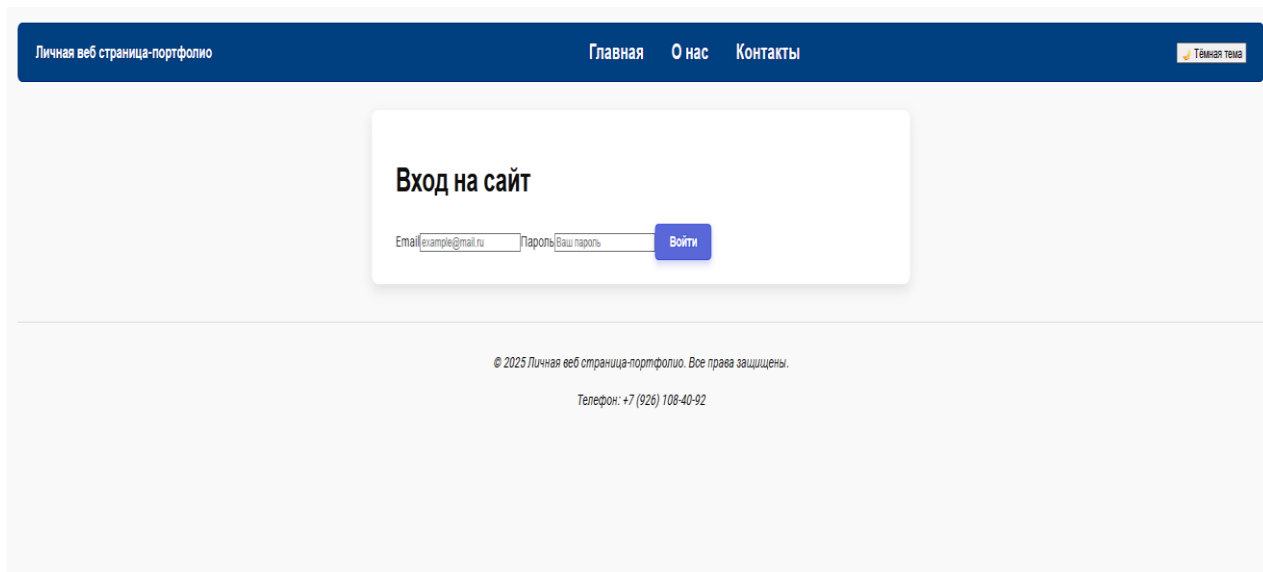 Личная веб страница-портфолио
Главная О нас Контакты
Тёмная тема
Вход на сайт
Email example@mail.ru Пароль Ваш пароль Войти
© 2025 Личная веб страница-портфолио. Все права защищены.
Телефон: +7 (926) 108-40-92